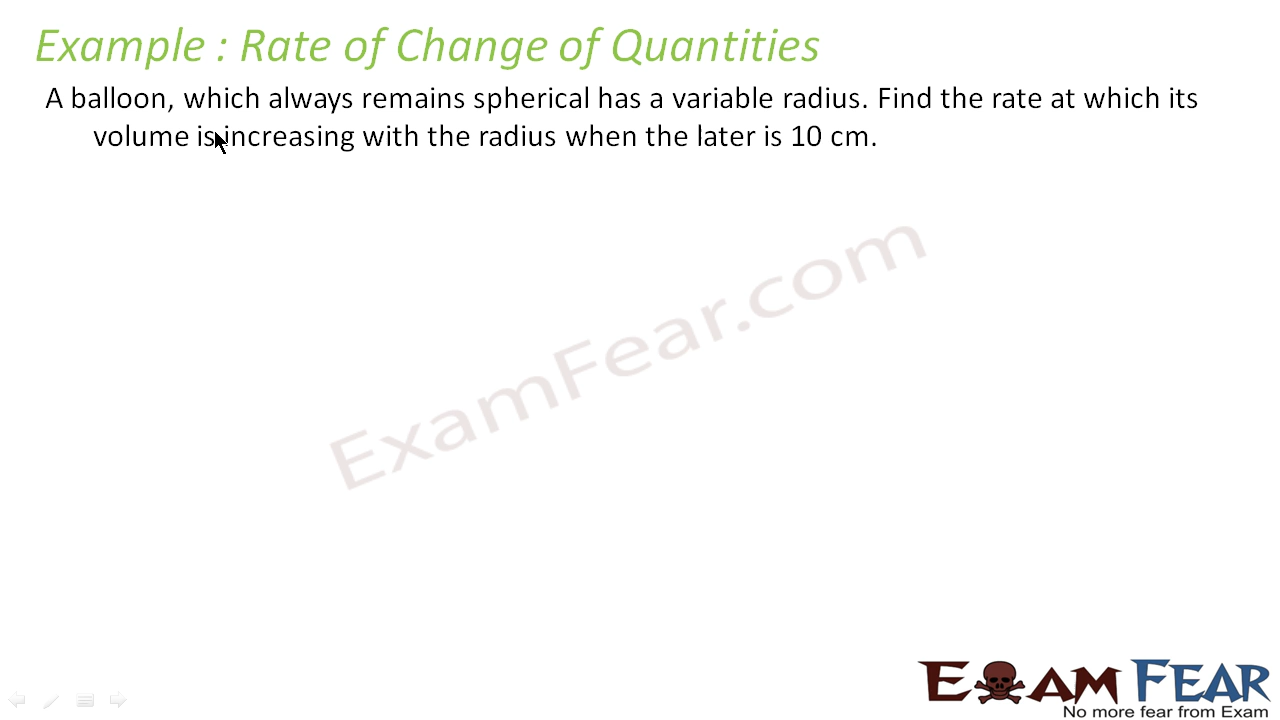 Example : Rate of Change of Quantities
A balloon, which always remains spherical has a variable radius. Find the rate at which its
volume is increasing with the radius when the later is 10 cm.
ExamFear.com
EXAM FEAR
No more fear from Exam